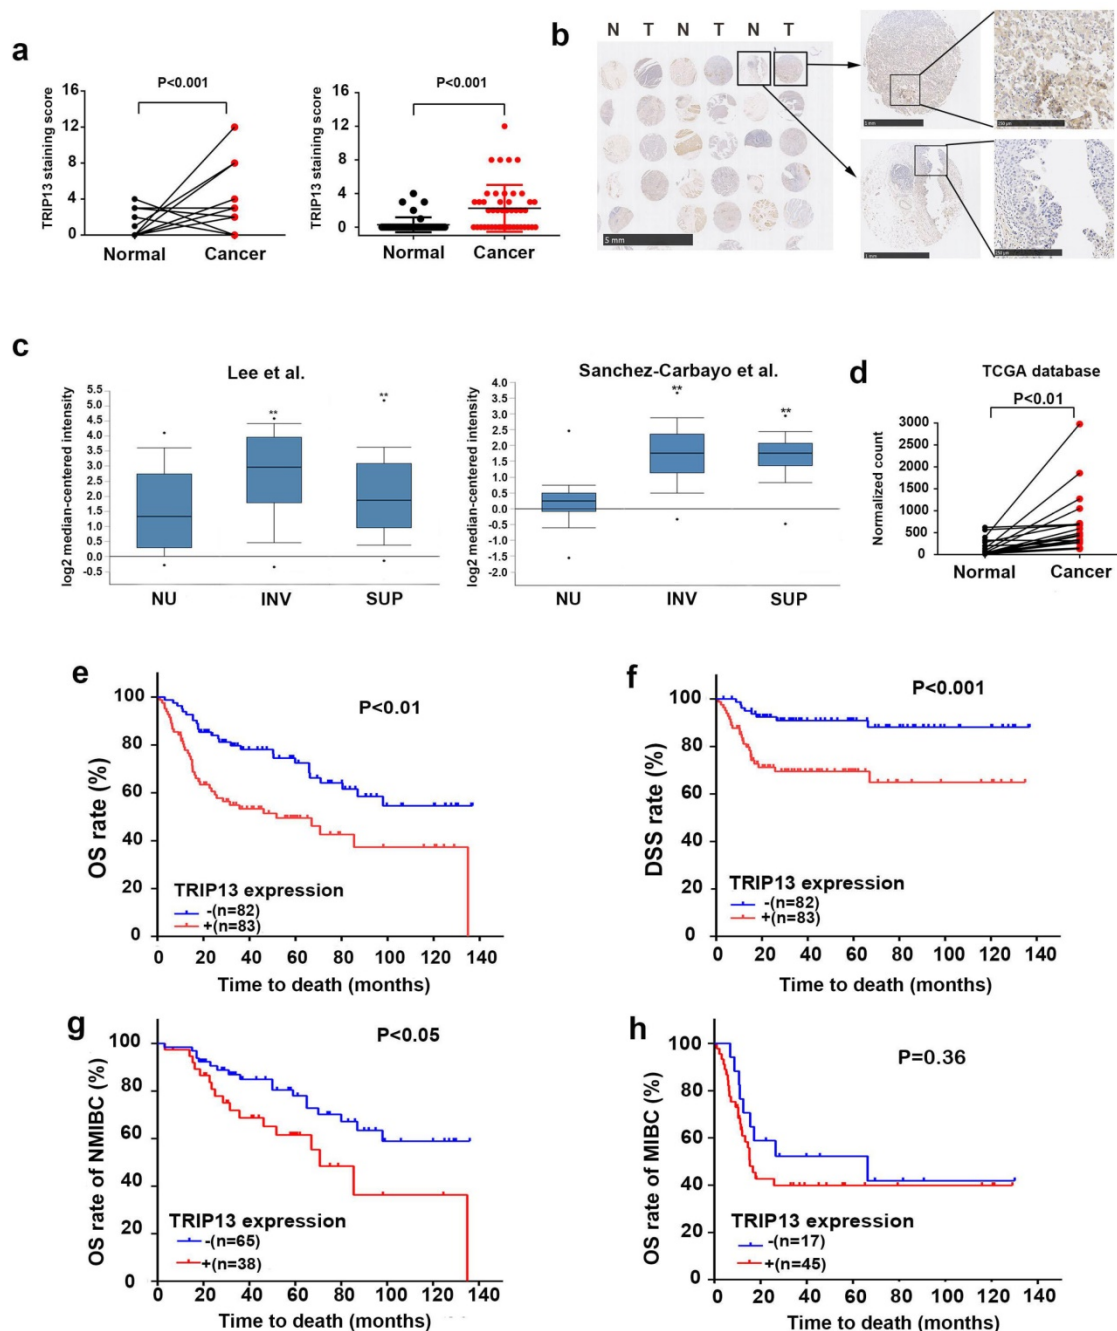 a
P<0.001
TRIP13 staining score
16
12
8
4
0
Normal Cancer
P<0.001
TRIP13 staining score
16
12
8
4
0
Normal Cancer
b
N T N T N T
5 mm
1 mm
250 μm
1 mm
250 μm
c
Lee et al.
log2 median-centered intensity
5.5
5.0
4.5
4.0
3.5
3.0
2.5
2.0
1.5
1.0
0.5
0.0
-0.5
**
**
NU INV SUP
Sanchez-Carbayo et al.
log2 median-centered intensity
4.0
3.5
3.0
2.5
2.0
1.5
1.0
0.5
0.0
-0.5
-1.0
-1.5
-2.0
**
**
NU INV SUP
d
TCGA database
P<0.01
Normalized count
3000
2500
2000
1500
1000
500
0
Normal Cancer
e
P<0.01
OS rate (%)
100
80
60
40
20
0
TRIP13 expression
-(n=82)
+(n=83)
0 20 40 60 80 100 120 140
Time to death (months)
f
P<0.001
DSS rate (%)
100
80
60
40
20
0
TRIP13 expression
-(n=82)
+(n=83)
0 20 40 60 80 100 120 140
Time to death (months)
g
P<0.05
OS rate of NMIBC (%)
100
80
60
40
20
0
TRIP13 expression
-(n=65)
+(n=38)
0 20 40 60 80 100 120 140
Time to death (months)
h
P=0.36
OS rate of MIBC (%)
100
80
60
40
20
0
TRIP13 expression
-(n=17)
+(n=45)
0 20 40 60 80 100 120 140
Time to death (months)